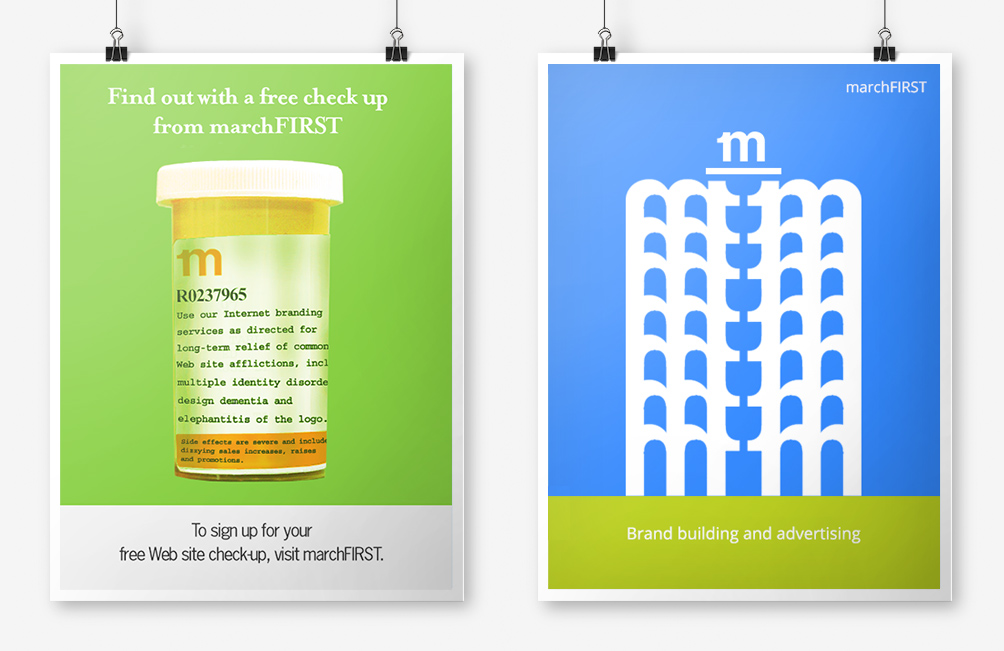 Find out with a free check up
from marchFIRST
1m
R0237965
Use our Internet branding
services as directed for
long-term relief of common
Web site afflictions, incl
multiple identity disorde
design dementia and
elephantitis of the logo.
Side effects are severe and include
dizzying sales increases, raises
and promotions.
To sign up for your
free Web site check-up, visit marchFIRST.
marchFIRST
1m
Brand building and advertising